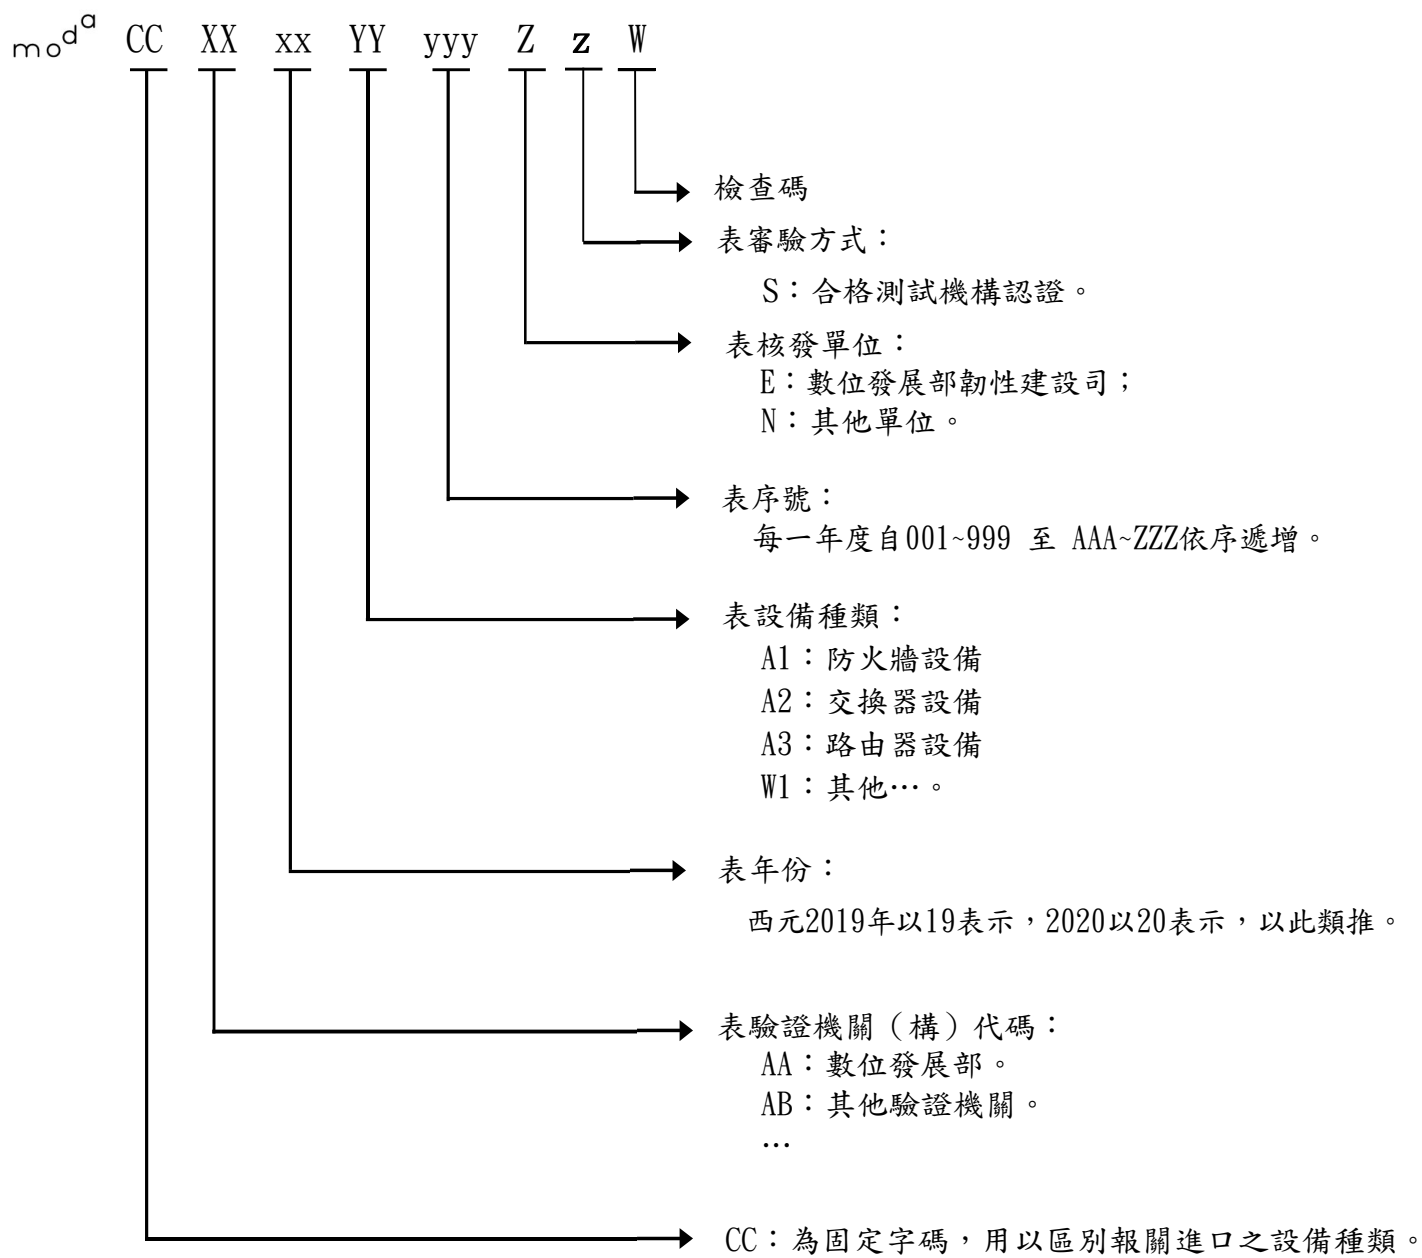 moda CC XX xx YY yyy Z z W
檢查碼
表審驗方式：
S：合格測試機構認證。
表核發單位：
E：數位發展部韌性建設司；
N：其他單位。
表序號：
每一年度自001~999 至 AAA~ZZZ依序遞增。
表設備種類：
A1：防火牆設備
A2：交換器設備
A3：路由器設備
W1：其他…。
表年份：
西元2019年以19表示，2020以20表示，以此類推。
表驗證機關（構）代碼：
AA：數位發展部。
AB：其他驗證機關。
…
CC：為固定字碼，用以區別報關進口之設備種類。